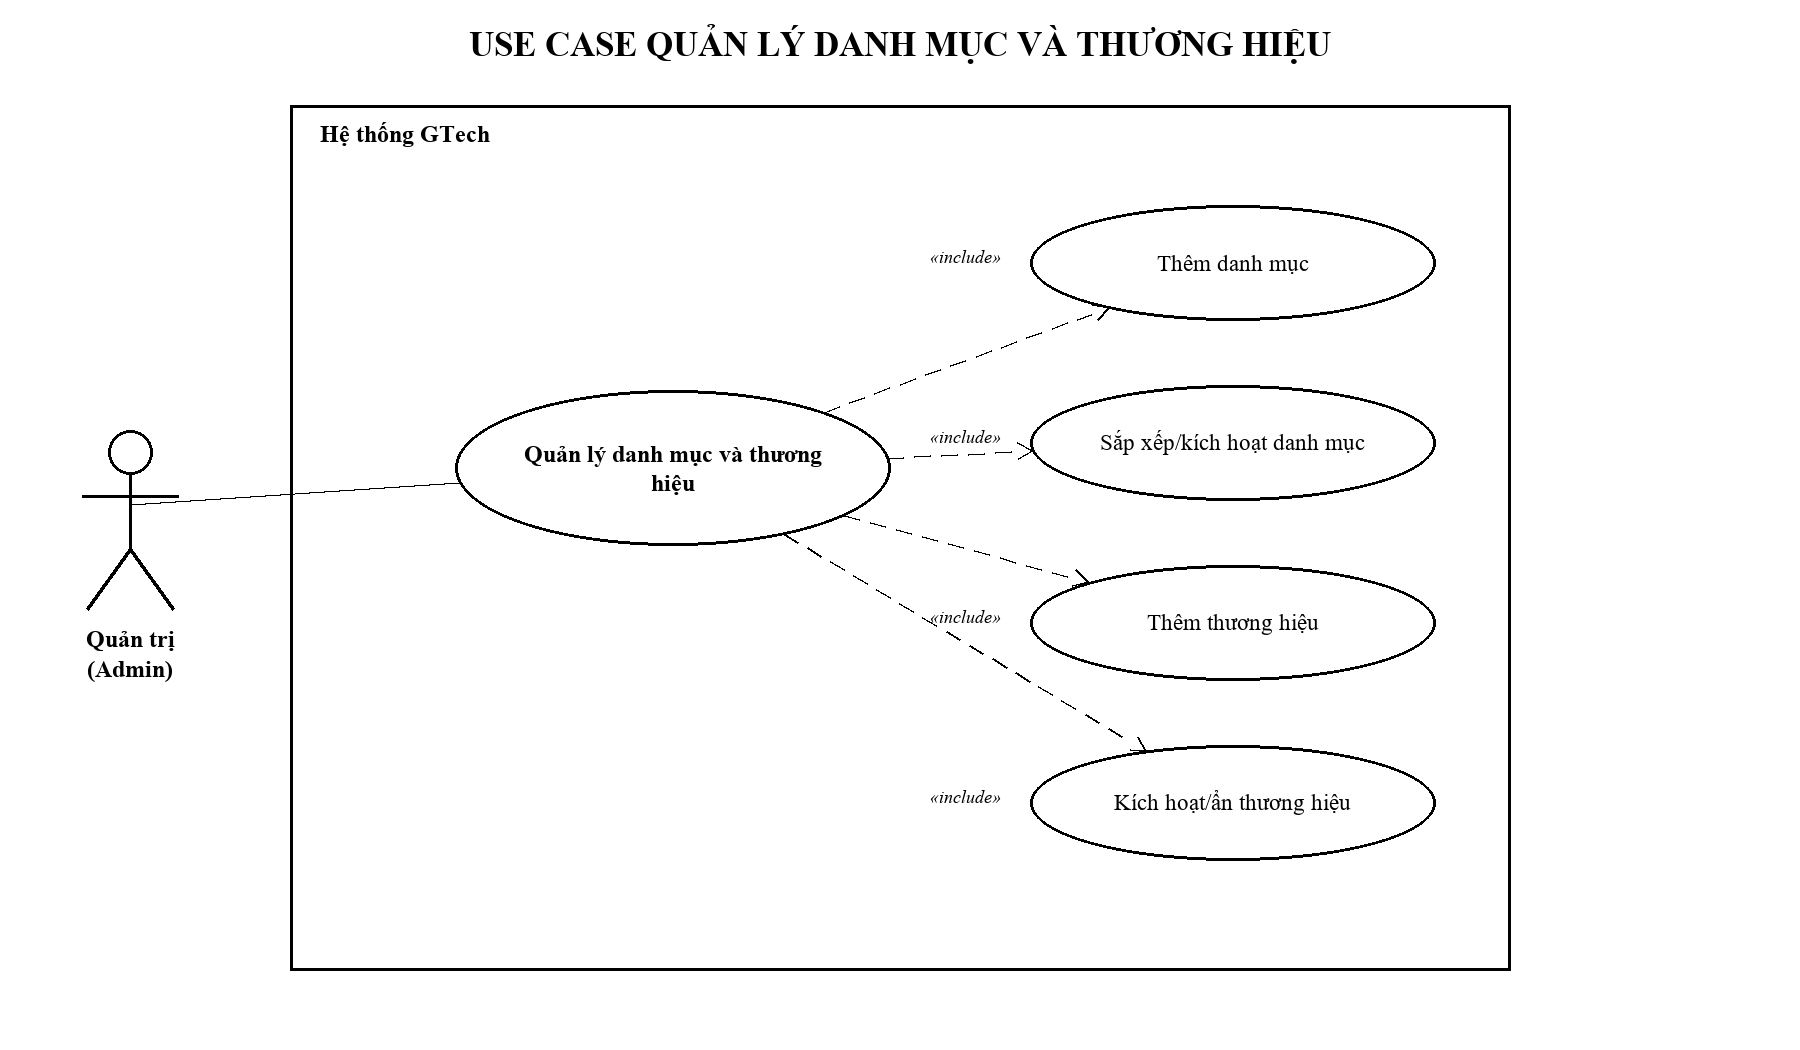 USE CASE QUẢN LÝ DANH MỤC VÀ THƯƠNG HIỆU
Hệ thống GTech
«include»
Thêm danh mục
«include»
Sắp xếp/kích hoạt danh mục
Quản lý danh mục và thương
hiệu
«include»
Thêm thương hiệu
Quản trị
(Admin)
«include»
Kích hoạt/ẩn thương hiệu